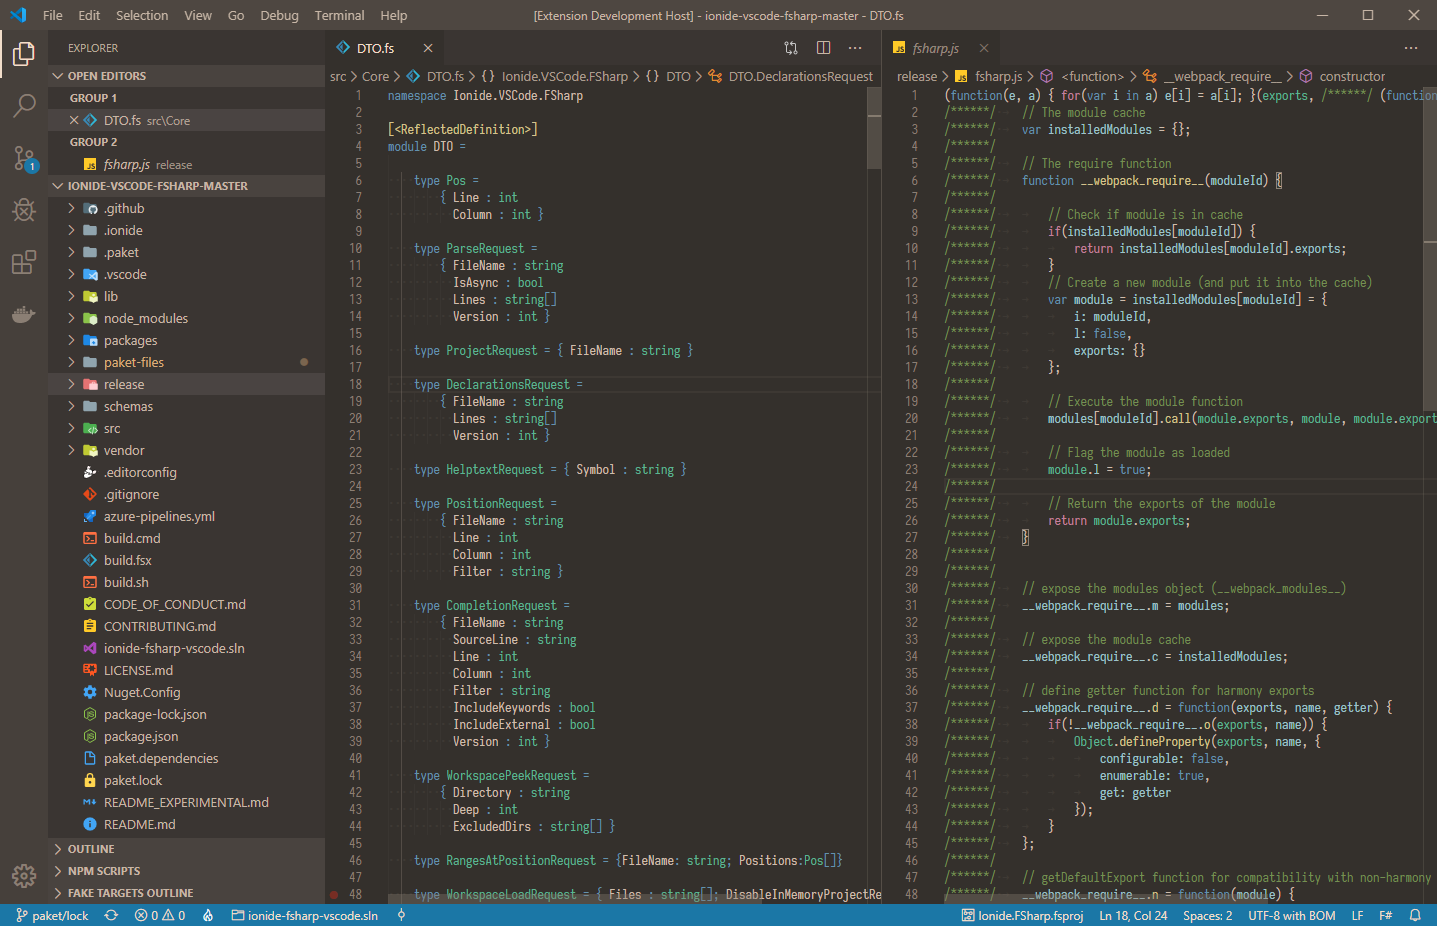 File Edit Selection View Go Debug Terminal Help
[Extension Development Host] - ionide-vscode-fsharp-master - DTO.fs
EXPLORER
OPEN EDITORS
GROUP 1
DTO.fs src\Core
GROUP 2
JS fsharp.js release
IONIDE-VSCODE-FSHARP-MASTER
.github
.ionide
.paket
.vscode
lib
node_modules
packages
paket-files
release
schemas
src
vendor
.editorconfig
.gitignore
azure-pipelines.yml
build.cmd
build.fsx
build.sh
CODE_OF_CONDUCT.md
CONTRIBUTING.md
ionide-fsharp-vscode.sln
LICENSE.md
Nuget.Config
package-lock.json
package.json
paket.dependencies
paket.lock
README_EXPERIMENTAL.md
README.md
OUTLINE
NPM SCRIPTS
FAKE TARGETS OUTLINE
1
DTO.fs
src > Core > DTO.fs > {} Ionide.VSCode.FSharp > {} DTO > DTO.DeclarationsRequest
1 namespace Ionide.VSCode.FSharp
2
3 [<ReflectedDefinition>]
4 module DTO =
5
6 type Pos =
7 { Line : int
8 Column : int }
9
10 type ParseRequest =
11 { FileName : string
12 IsAsync : bool
13 Lines : string[]
14 Version : int }
15
16 type ProjectRequest = { FileName : string }
17
18 type DeclarationsRequest =
19 { FileName : string
20 Lines : string[]
21 Version : int }
22
23 type HelptextRequest = { Symbol : string }
24
25 type PositionRequest =
26 { FileName : string
27 Line : int
28 Column : int
29 Filter : string }
30
31 type CompletionRequest =
32 { FileName : string
33 SourceLine : string
34 Line : int
35 Column : int
36 Filter : string
37 IncludeKeywords : bool
38 IncludeExternal : bool
39 Version : int }
40
41 type WorkspacePeekRequest =
42 { Directory : string
43 Deep : int
44 ExcludedDirs : string[] }
45
46 type RangesAtPositionRequest = {FileName: string; Positions:Pos[]}
47
48 type WorkspaceLoadRequest = { Files : string[]; DisableInMemoryProjectRe
JS fsharp.js
release > JS fsharp.js > <function> > __webpack_require__ > constructor
1 (function(e, a) { for(var i in a) e[i] = a[i]; }(exports, /******/ (function
2 /******/ // The module cache
3 /******/ var installedModules = {};
4 /******/
5 /******/ // The require function
6 /******/ function __webpack_require__(moduleId) {
7 /******/
8 /******/ // Check if module is in cache
9 /******/ if(installedModules[moduleId]) {
10 /******/ return installedModules[moduleId].exports;
11 /******/ }
12 /******/ // Create a new module (and put it into the cache)
13 /******/ var module = installedModules[moduleId] = {
14 /******/ i: moduleId,
15 /******/ l: false,
16 /******/ exports: {}
17 /******/ };
18 /******/
19 /******/ // Execute the module function
20 /******/ modules[moduleId].call(module.exports, module, module.export
21 /******/
22 /******/ // Flag the module as loaded
23 /******/ module.l = true;
24 /******/
25 /******/ // Return the exports of the module
26 /******/ return module.exports;
27 /******/ }
28 /******/
29 /******/
30 /******/ // expose the modules object (__webpack_modules__)
31 /******/ __webpack_require__.m = modules;
32 /******/
33 /******/ // expose the module cache
34 /******/ __webpack_require__.c = installedModules;
35 /******/
36 /******/ // define getter function for harmony exports
37 /******/ __webpack_require__.d = function(exports, name, getter) {
38 /******/ if(!__webpack_require__.o(exports, name)) {
39 /******/ Object.defineProperty(exports, name, {
40 /******/ configurable: false,
41 /******/ enumerable: true,
42 /******/ get: getter
43 /******/ });
44 /******/ }
45 /******/ };
46 /******/
47 /******/ // getDefaultExport function for compatibility with non-harmony
48 /******/ __webpack_require__.n = function(module) {
paket/lock 0 0 ionide-fsharp-vscode.sln
Ionide.FSharp.fsproj Ln 18, Col 24 Spaces: 2 UTF-8 with BOM LF F#